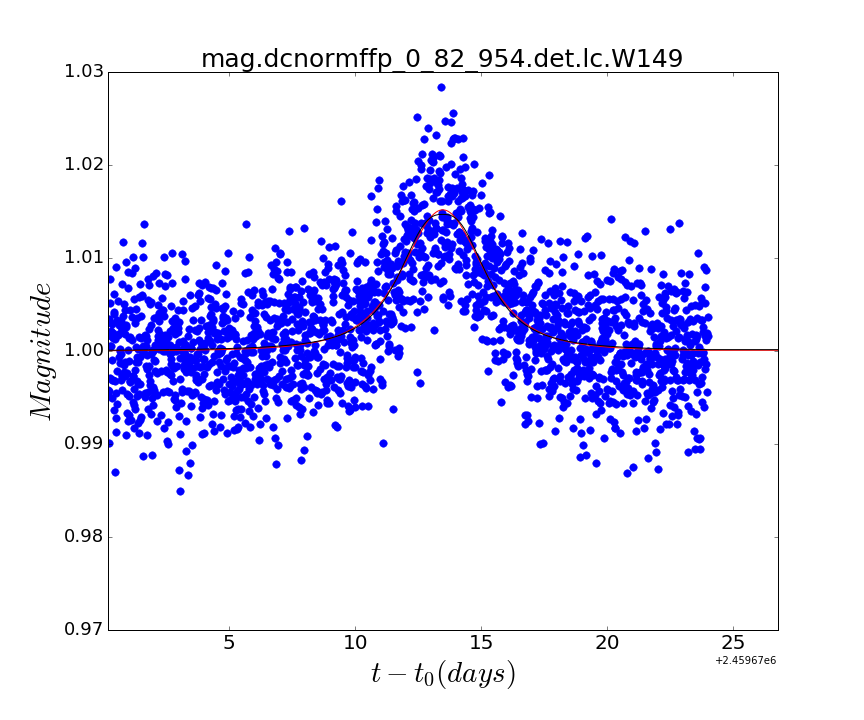 mag.dcnormffp_0_82_954.det.lc.W149
1.03
1.02
1.01
1.00
0.99
0.98
0.97
Magnitude
5 10 15 20 25
+2.45967e6
t − t₀(days)